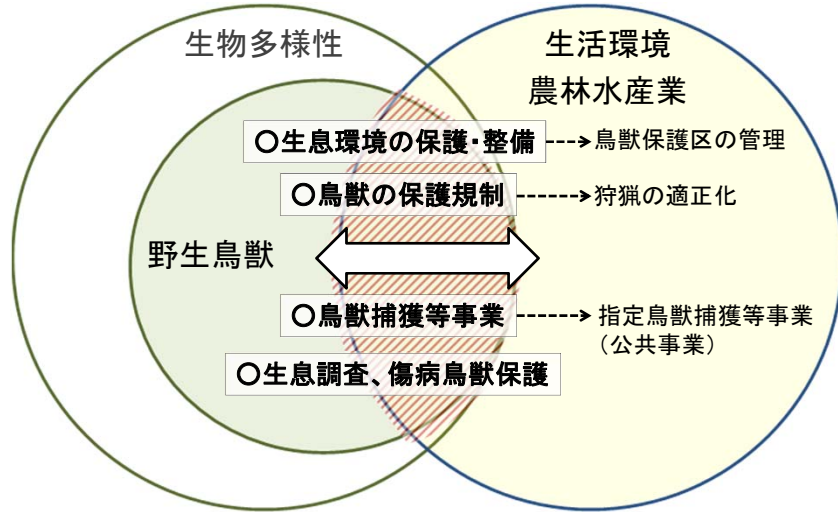 生物多様性
生活環境
農林水産業
〇生息環境の保護・整備
鳥獣保護区の管理
〇鳥獣の保護規制
狩猟の適正化
野生鳥獣
〇鳥獣捕獲等事業
指定鳥獣捕獲等事業
（公共事業）
〇生息調査、傷病鳥獣保護